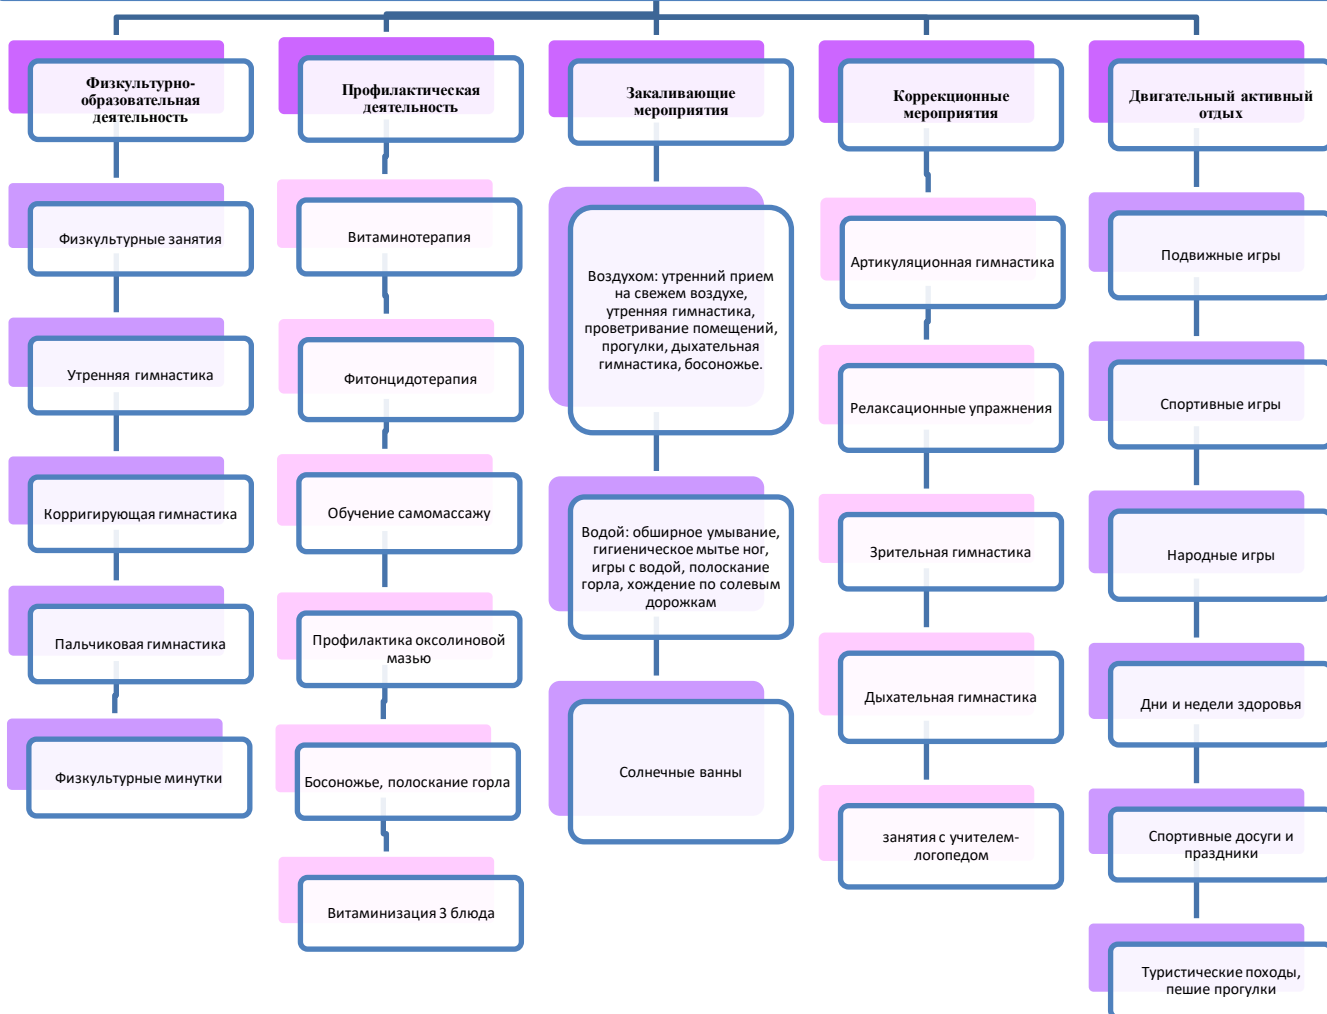 Физкультурно-
образовательная
деятельность
Физкультурные занятия
Утренняя гимнастика
Корригирующая гимнастика
Пальчиковая гимнастика
Физкультурные минутки
Профилактическая
деятельность
Витаминотерапия
Фитонцидотерапия
Обучение самомассажу
Профилактика оксолиновой
мазью
Босоножье, полоскание горла
Витаминизация 3 блюда
Закаливающие
мероприятия
Воздухом: утренний прием
на свежем воздухе,
утренняя гимнастика,
проветривание помещений,
прогулки, дыхательная
гимнастика, босоножье.
Водой: обширное умывание,
гигиеническое мытье ног,
игры с водой, полоскание
горла, хождение по солевым
дорожкам
Солнечные ванны
Коррекционные
мероприятия
Артикуляционная гимнастика
Релаксационные упражнения
Зрительная гимнастика
Дыхательная гимнастика
занятия с учителем-
логопедом
Двигательный активный
отдых
Подвижные игры
Спортивные игры
Народные игры
Дни и недели здоровья
Спортивные досуги и
праздники
Туристические походы,
пешие прогулки